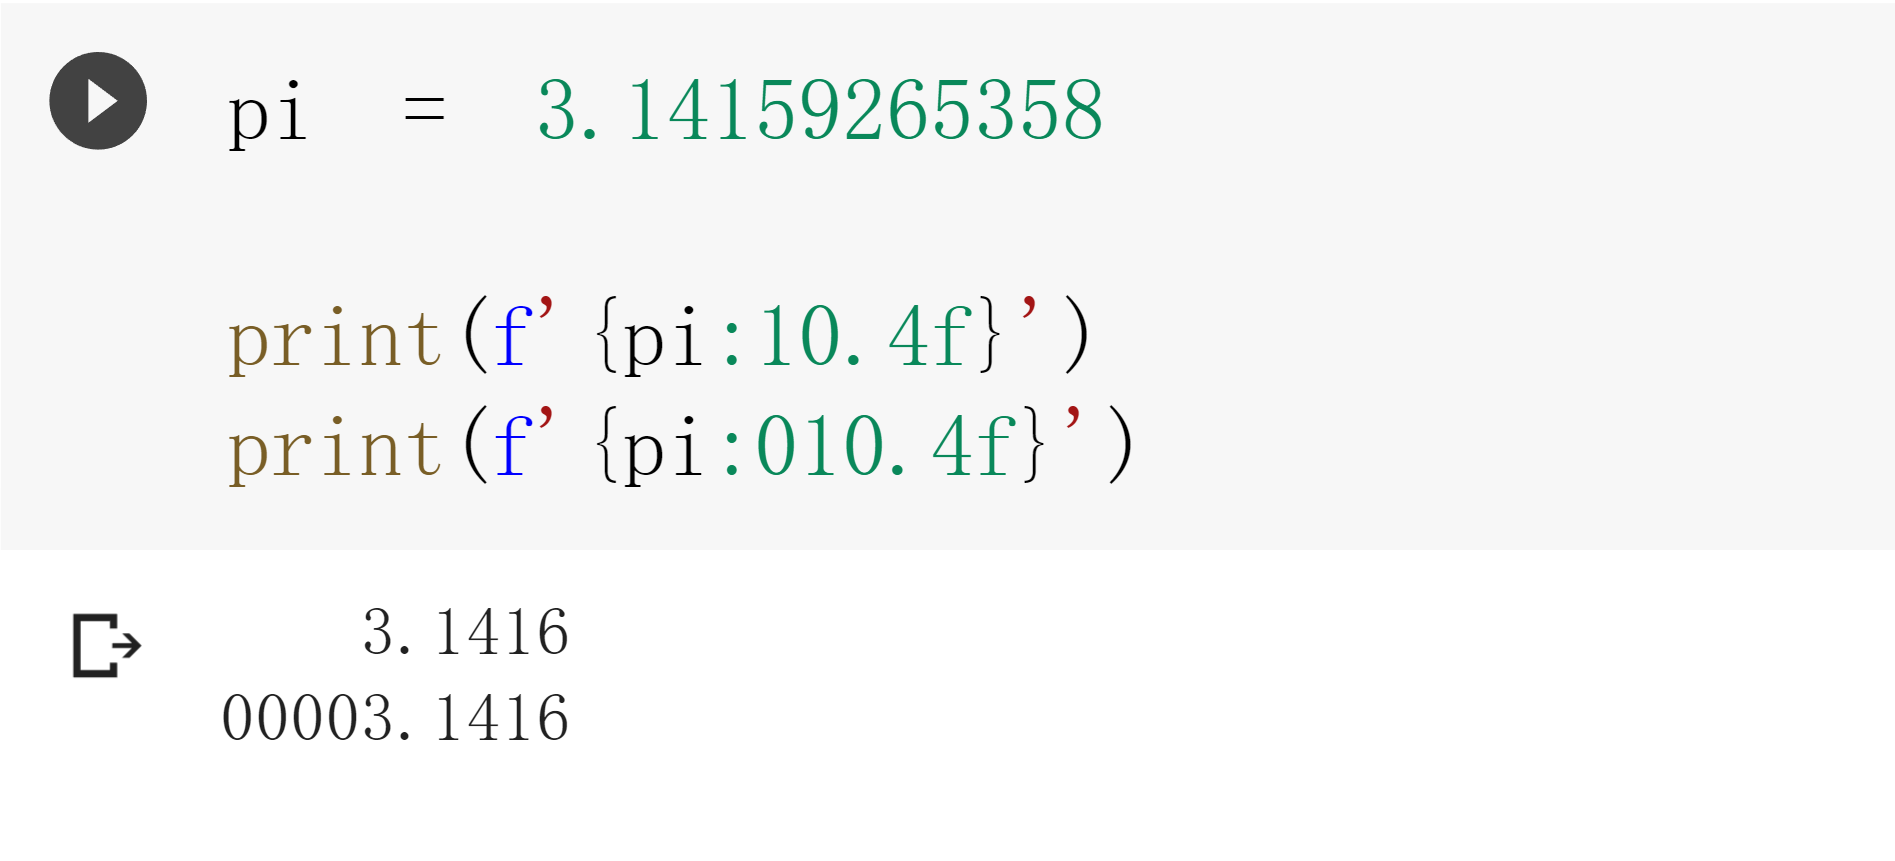 pi = 3.14159265358
print(f'{pi:10.4f}')
print(f'{pi:010.4f}')
3.1416
00003.1416